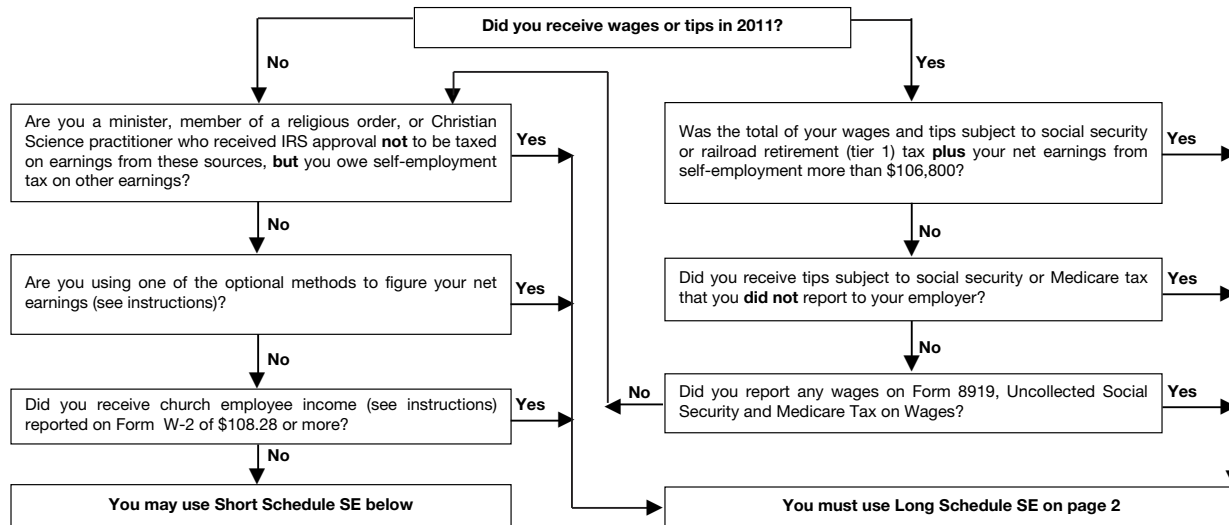 Did you receive wages or tips in 2011?
No
Yes
Are you a minister, member of a religious order, or Christian
Science practitioner who received IRS approval not to be taxed
on earnings from these sources, but you owe self-employment
tax on other earnings?
Yes
Was the total of your wages and tips subject to social security
or railroad retirement (tier 1) tax plus your net earnings from
self-employment more than $106,800?
Yes
No
No
Are you using one of the optional methods to figure your net
earnings (see instructions)?
Yes
Did you receive tips subject to social security or Medicare tax
that you did not report to your employer?
Yes
No
No
Did you receive church employee income (see instructions)
reported on Form W-2 of $108.28 or more?
Yes
No
Did you report any wages on Form 8919, Uncollected Social
Security and Medicare Tax on Wages?
Yes
No
You may use Short Schedule SE below
You must use Long Schedule SE on page 2